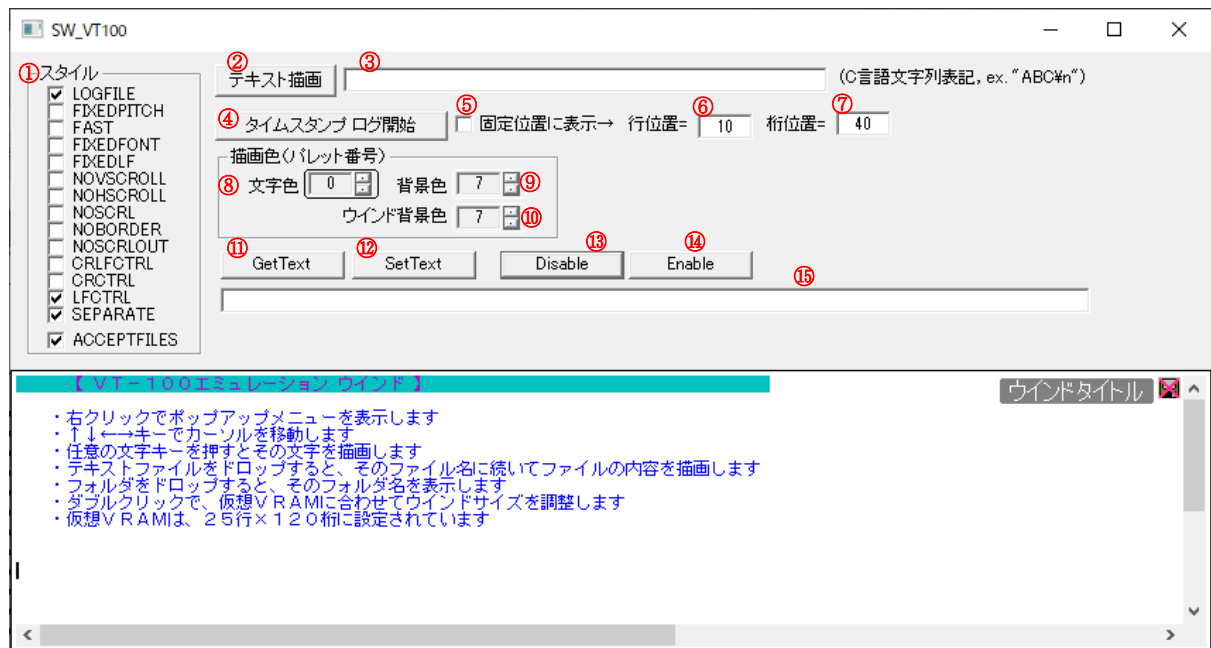 SW_VT100
①スタイル
LOGFILE
FIXEDPITCH
FAST
FIXEDFONT
FIXEDLF
NOVSCROLL
NOHSCROLL
NOSCRL
NOBORDER
NOSCRLOUT
CRLFCTRL
CRCTRL
LFCTRL
SEPARATE
ACCEPTFILES
② ③
テキスト描画 (C言語文字列表記, ex."ABC¥n")
④ タイムスタンプ ログ開始 ⑤ 固定位置に表示→ 行位置= ⑥ 10 桁位置= ⑦ 40
描画色(パレット番号)
⑧ 文字色 0 背景色 7 ⑨
ウインド背景色 7 ⑩
⑪ ⑫ ⑬ ⑭
GetText SetText Disable Enable
⑮
【 VT-100エミュレーション ウインド 】
ウインドタイトル
・右クリックでポップアップメニューを表示します
・↑↓←→キーでカーソルを移動します
・任意の文字キーを押すとその文字を描画します
・テキストファイルをドロップすると、そのファイル名に続いてファイルの内容を描画します
・フォルダをドロップすると、そのフォルダ名を表示します
・ダブルクリックで、仮想VRAMに合わせてウインドサイズを調整します
・仮想VRAMは、25行×120桁に設定されています